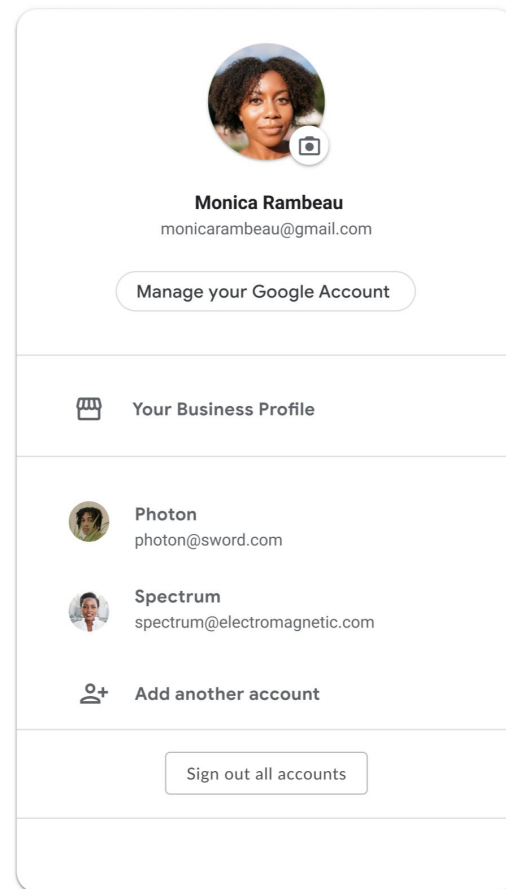 Monica Rambeau
monicarambeau@gmail.com
Manage your Google Account
Your Business Profile
Photon
photon@sword.com
Spectrum
spectrum@electromagnetic.com
Add another account
Sign out all accounts